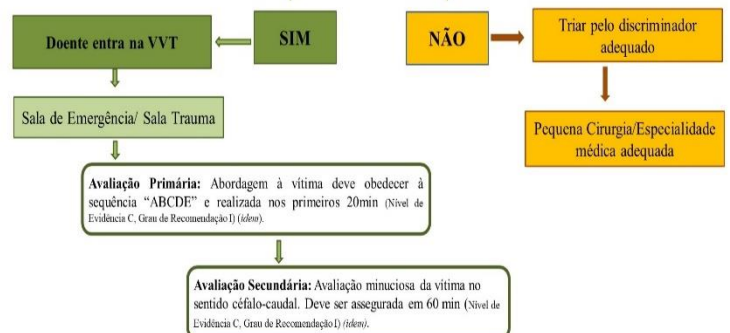 Doente entra na VVT
SIM
NÃO
Triar pelo discriminador
adequado
Sala de Emergência/ Sala Trauma
Pequena Cirurgia/Especialidade
médica adequada
Avaliação Primária: Abordagem à vítima deve obedecer à
sequência “ABCDE” e realizada nos primeiros 20min (Nível de
Evidência C, Grau de Recomendação I) (idem).
Avaliação Secundária: Avaliação minuciosa da vítima no
sentido céfalo-caudal. Deve ser assegurada em 60 min (Nível de
Evidência C, Grau de Recomendação I) (idem).